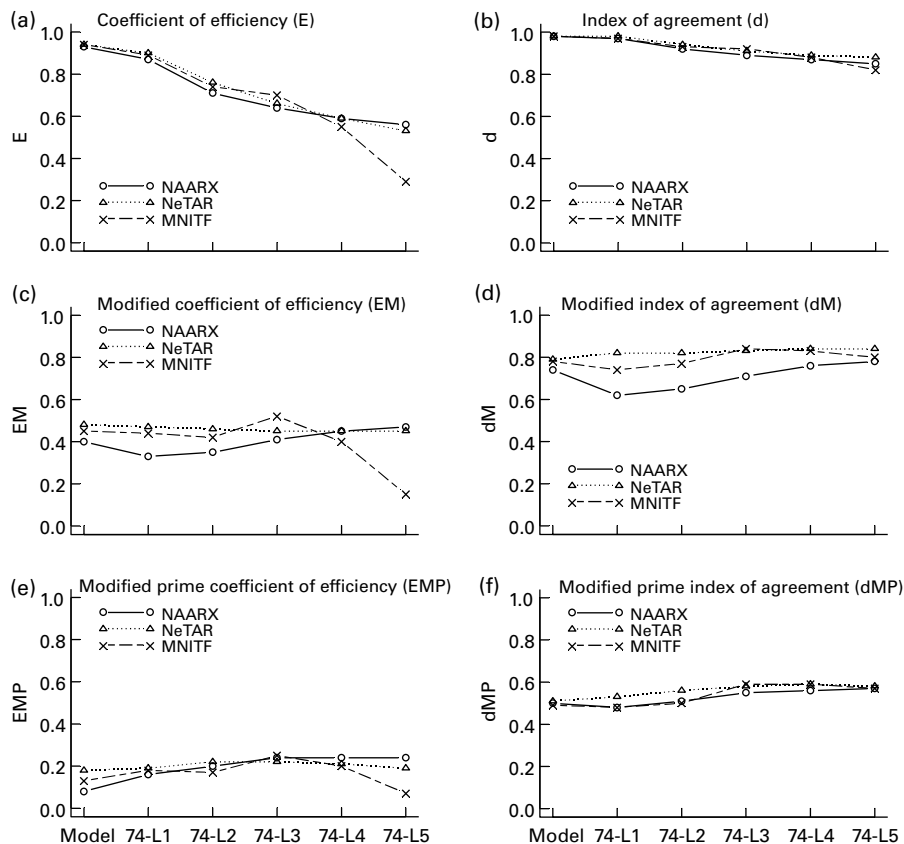 (a) Coefficient of efficiency (E)
1.0
0.8
0.6
0.4
0.2
0.0
E
NAARX
NeTAR
MNITF
(b) Index of agreement (d)
1.0
0.8
0.6
0.4
0.2
0.0
d
NAARX
NeTAR
MNITF
(c) Modified coefficient of efficiency (EM)
1.0
0.8
0.6
0.4
0.2
0.0
EM
NAARX
NeTAR
MNITF
(d) Modified index of agreement (dM)
1.0
0.8
0.6
0.4
0.2
0.0
dM
NAARX
NeTAR
MNITF
(e) Modified prime coefficient of efficiency (EMP)
1.0
0.8
0.6
0.4
0.2
0.0
EMP
NAARX
NeTAR
MNITF
Model 74-L1 74-L2 74-L3 74-L4 74-L5
(f) Modified prime index of agreement (dMP)
1.0
0.8
0.6
0.4
0.2
0.0
dMP
NAARX
NeTAR
MNITF
Model 74-L1 74-L2 74-L3 74-L4 74-L5